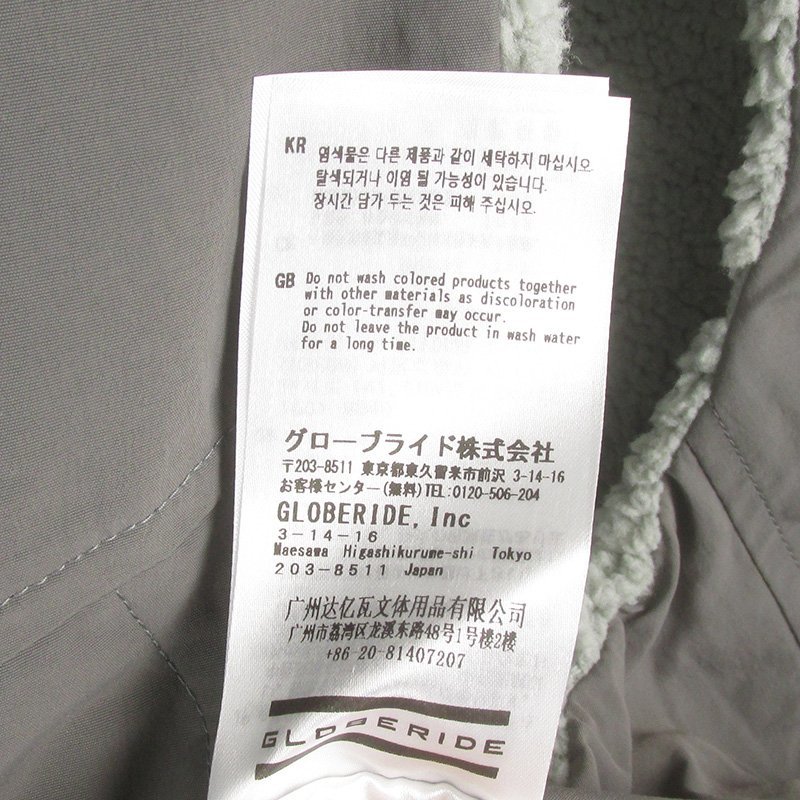 KR 염색물은 다른 제품과 같이 세탁하지 마십시오.
탈색되거나 이염 될 가능성이 있습니다.
장시간 담가 두는 것은 피해 주십시오.
GB Do not wash colored products together
with other materials as discoloration
or color-transfer may occur.
Do not leave the product in wash water
for a long time.
グローブライド株式会社
〒203-8511 東京都東久留米市前沢 3-14-16
お客様センター(無料)TEL:0120-506-204
GLOBERIDE, Inc
3-14-16
Maesawa Higashikurume-shi Tokyo
203-8511 Japan
广州达亿瓦文体用品有限公司
广州市荔湾区龙溪东路48号1号楼2楼
+86-20-81407207
GLOBERIDE